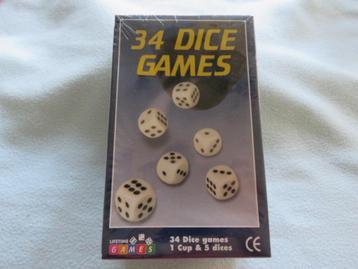 34 DICE
GAMES
LIFETIME
GAMES
34 Dice games
1 Cup & 5 dices
CE